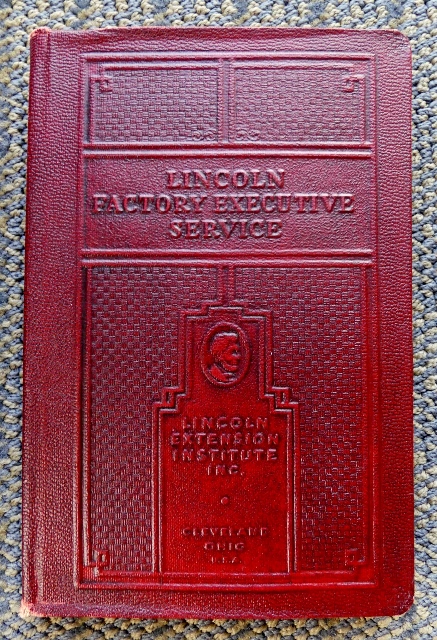 LINCOLN
FACTORY EXECUTIVE
SERVICE
LINCOLN
EXTENSION
INSTITUTE
INC.
CLEVELAND
OHIO
U.S.A.